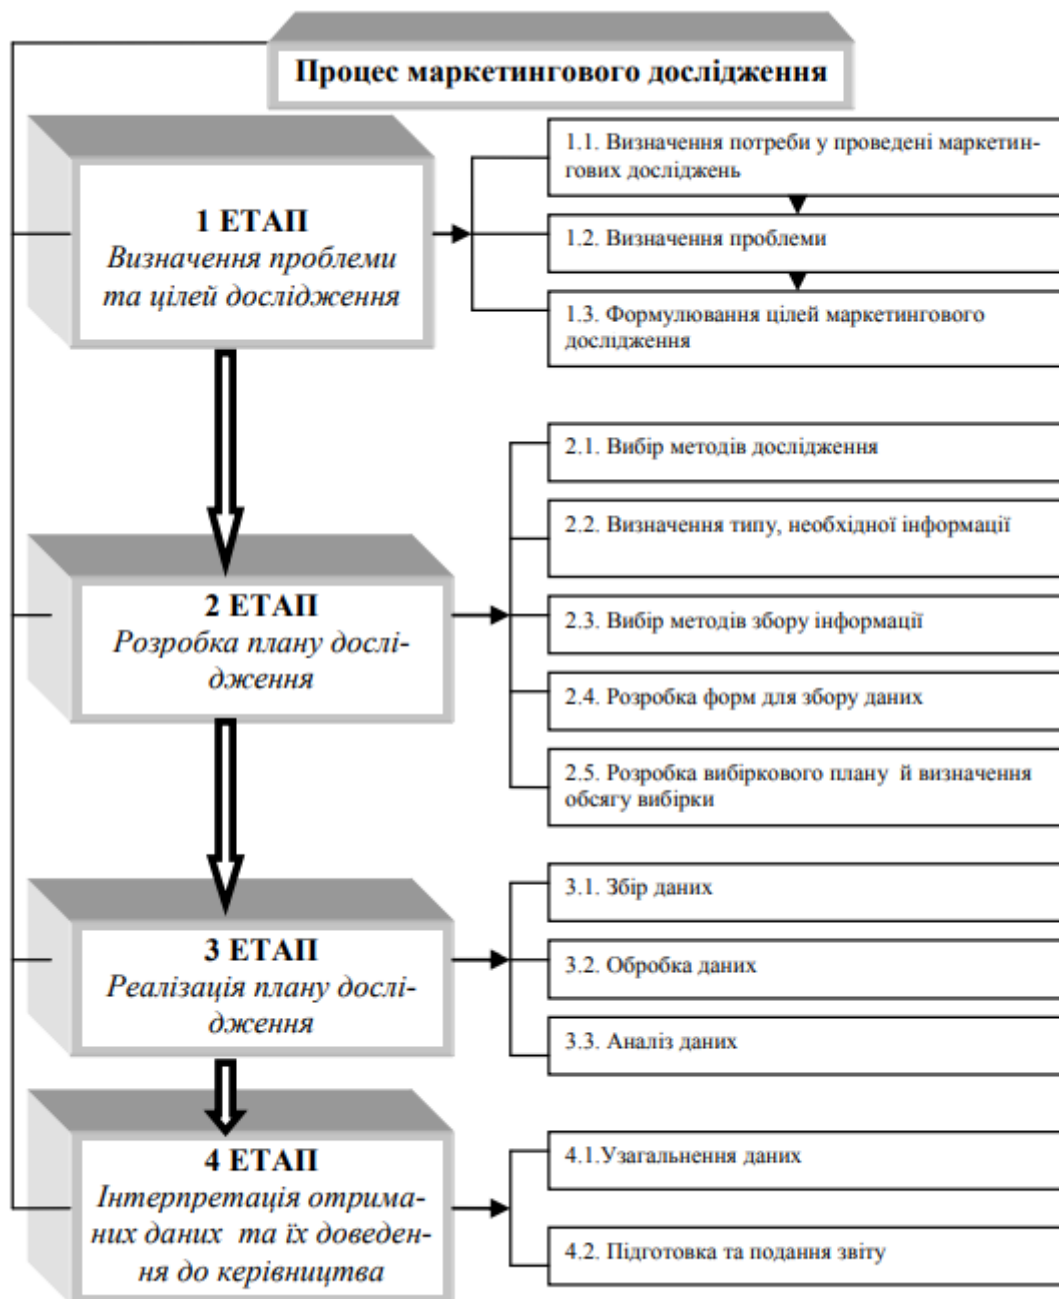 Процес маркетингового дослідження
1 ЕТАП
Визначення проблеми
та цілей дослідження
1.1. Визначення потреби у проведені маркетин-
гових досліджень
1.2. Визначення проблеми
1.3. Формулювання цілей маркетингового
дослідження
2 ЕТАП
Розробка плану дослі-
дження
2.1. Вибір методів дослідження
2.2. Визначення типу, необхідної інформації
2.3. Вибір методів збору інформації
2.4. Розробка форм для збору даних
2.5. Розробка вибіркового плану й визначення
обсягу вибірки
3 ЕТАП
Реалізація плану дослі-
дження
3.1. Збір даних
3.2. Обробка даних
3.3. Аналіз даних
4 ЕТАП
Інтерпретація отрима-
них даних та їх доведен-
ня до керівництва
4.1.Узагальнення даних
4.2. Підготовка та подання звіту